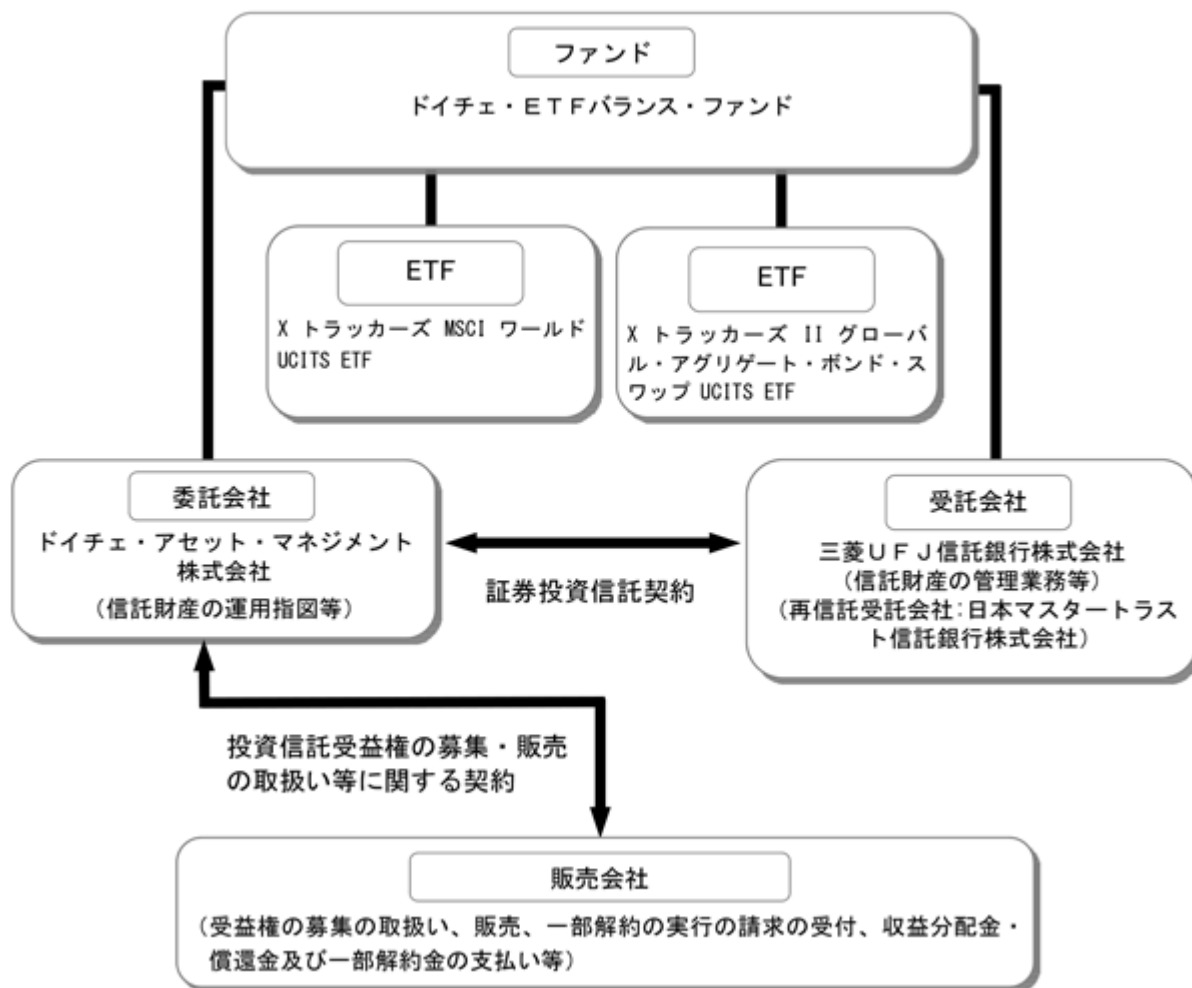 ファンド
ドイチェ・ＥＴＦバランス・ファンド
ETF
X トラッカーズ MSCI ワールド
UCITS ETF
ETF
X トラッカーズ II グローバ
ル・アグリゲート・ボンド・ス
ワップ UCITS ETF
委託会社
ドイチェ・アセット・マネジメント
株式会社
（信託財産の運用指図等）
証券投資信託契約
受託会社
三菱ＵＦＪ信託銀行株式会社
（信託財産の管理業務等）
（再信託受託会社：日本マスタートラス
ト信託銀行株式会社）
投資信託受益権の募集・販売
の取扱い等に関する契約
販売会社
（受益権の募集の取扱い、販売、一部解約の実行の請求の受付、収益分配金・
償還金及び一部解約金の支払い等）